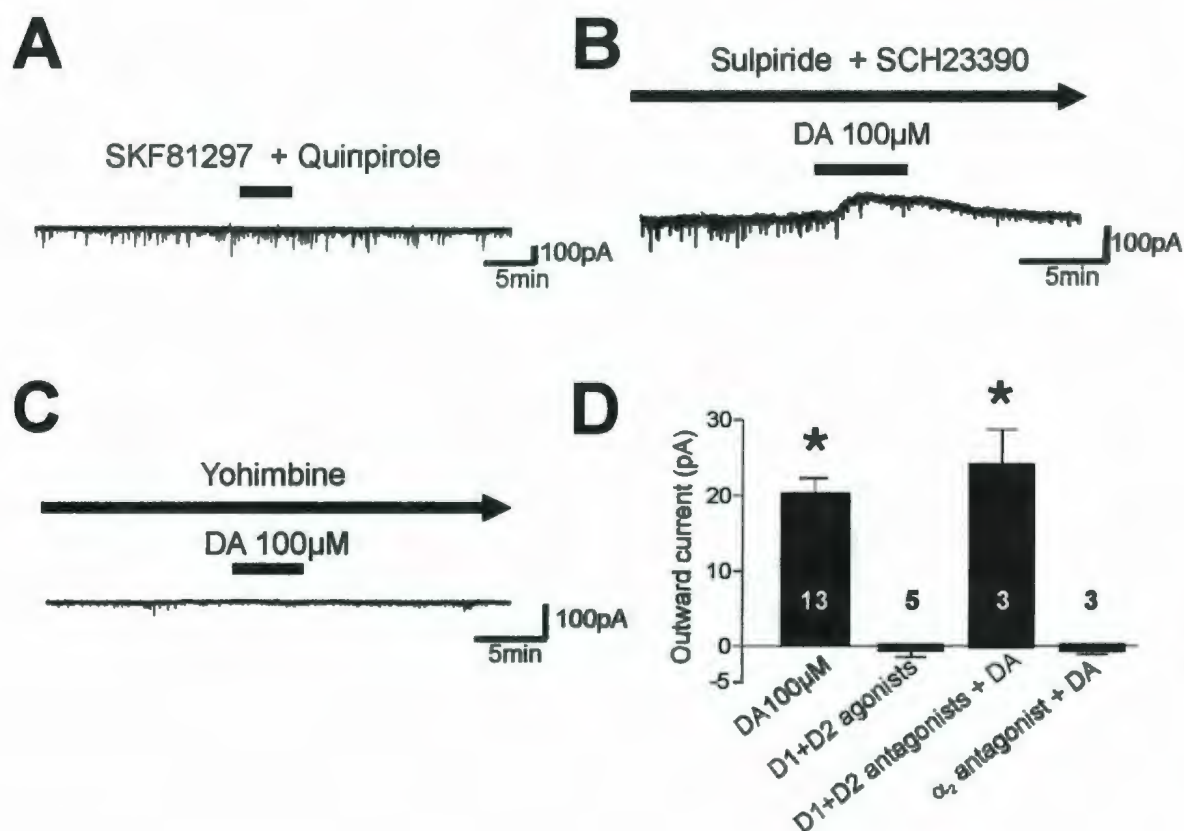 A
SKF81297 + Quinpirole
100pA
5min
B
Sulpiride + SCH23390
DA 100µM
100pA
5min
C
Yohimbine
DA 100µM
100pA
5min
D
*
*
Outward current (pA)
30
20
10
0
-5
13
5
3
3
DA100µM
D1+D2 agonists
D1+D2 antagonists + DA
α₂ antagonist + DA